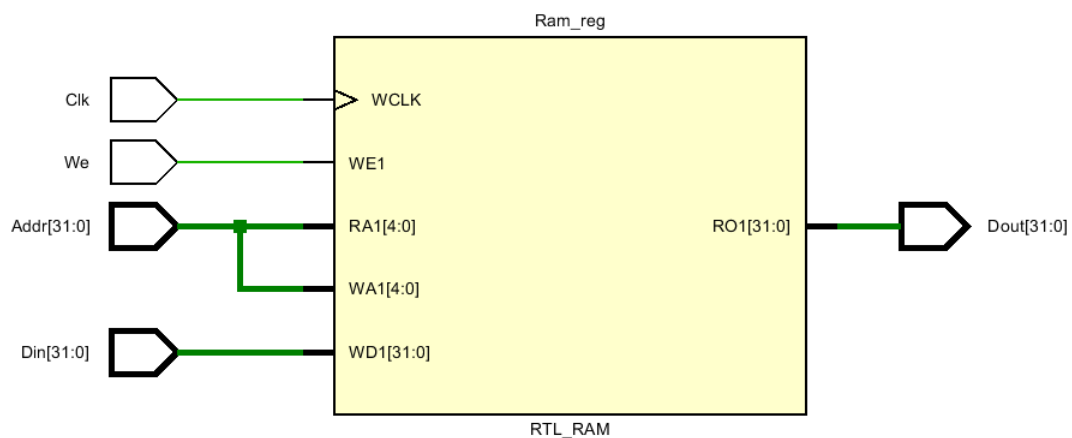 Ram_reg
Clk
WCLK
We
WE1
Addr[31:0]
RA1[4:0]
RO1[31:0]
Dout[31:0]
WA1[4:0]
Din[31:0]
WD1[31:0]
RTL_RAM